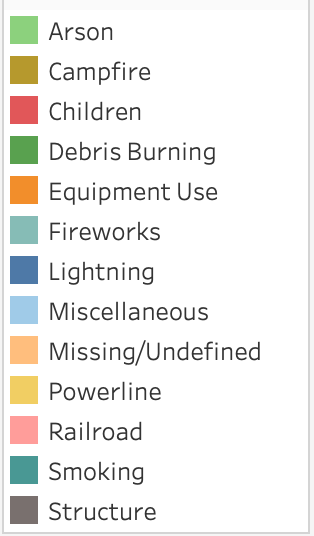 Arson
Campfire
Children
Debris Burning
Equipment Use
Fireworks
Lightning
Miscellaneous
Missing/Undefined
Powerline
Railroad
Smoking
Structure